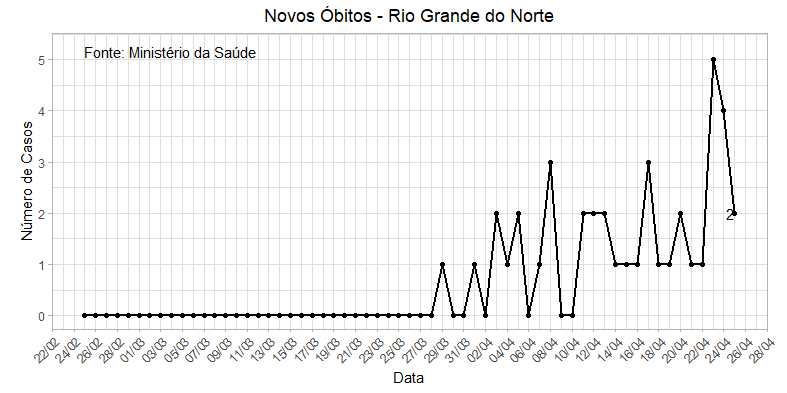 Novos Óbitos - Rio Grande do Norte
Fonte: Ministério da Saúde
Número de Casos
5
4
3
2
1
0
2
22/02 24/02 26/02 28/02 01/03 03/03 05/03 07/03 09/03 11/03 13/03 15/03 17/03 19/03 21/03 23/03 25/03 27/03 29/03 31/03 02/04 04/04 06/04 08/04 10/04 12/04 14/04 16/04 18/04 20/04 22/04 24/04 26/04 28/04
Data